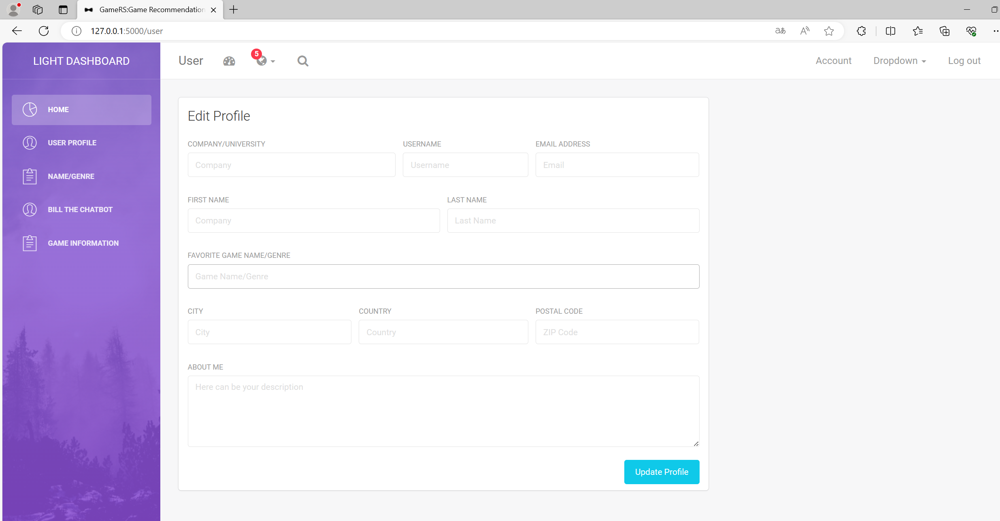 GameRS:Game Recommendation
127.0.0.1:5000/user
aあ
LIGHT DASHBOARD
User
5
Account
Dropdown
Log out
HOME
USER PROFILE
NAME/GENRE
BILL THE CHATBOT
GAME INFORMATION
Edit Profile
COMPANY/UNIVERSITY
USERNAME
EMAIL ADDRESS
Company
Username
Email
FIRST NAME
LAST NAME
Company
Last Name
FAVORITE GAME NAME/GENRE
Game Name/Genre
CITY
COUNTRY
POSTAL CODE
City
Country
ZIP Code
ABOUT ME
Here can be your description
Update Profile